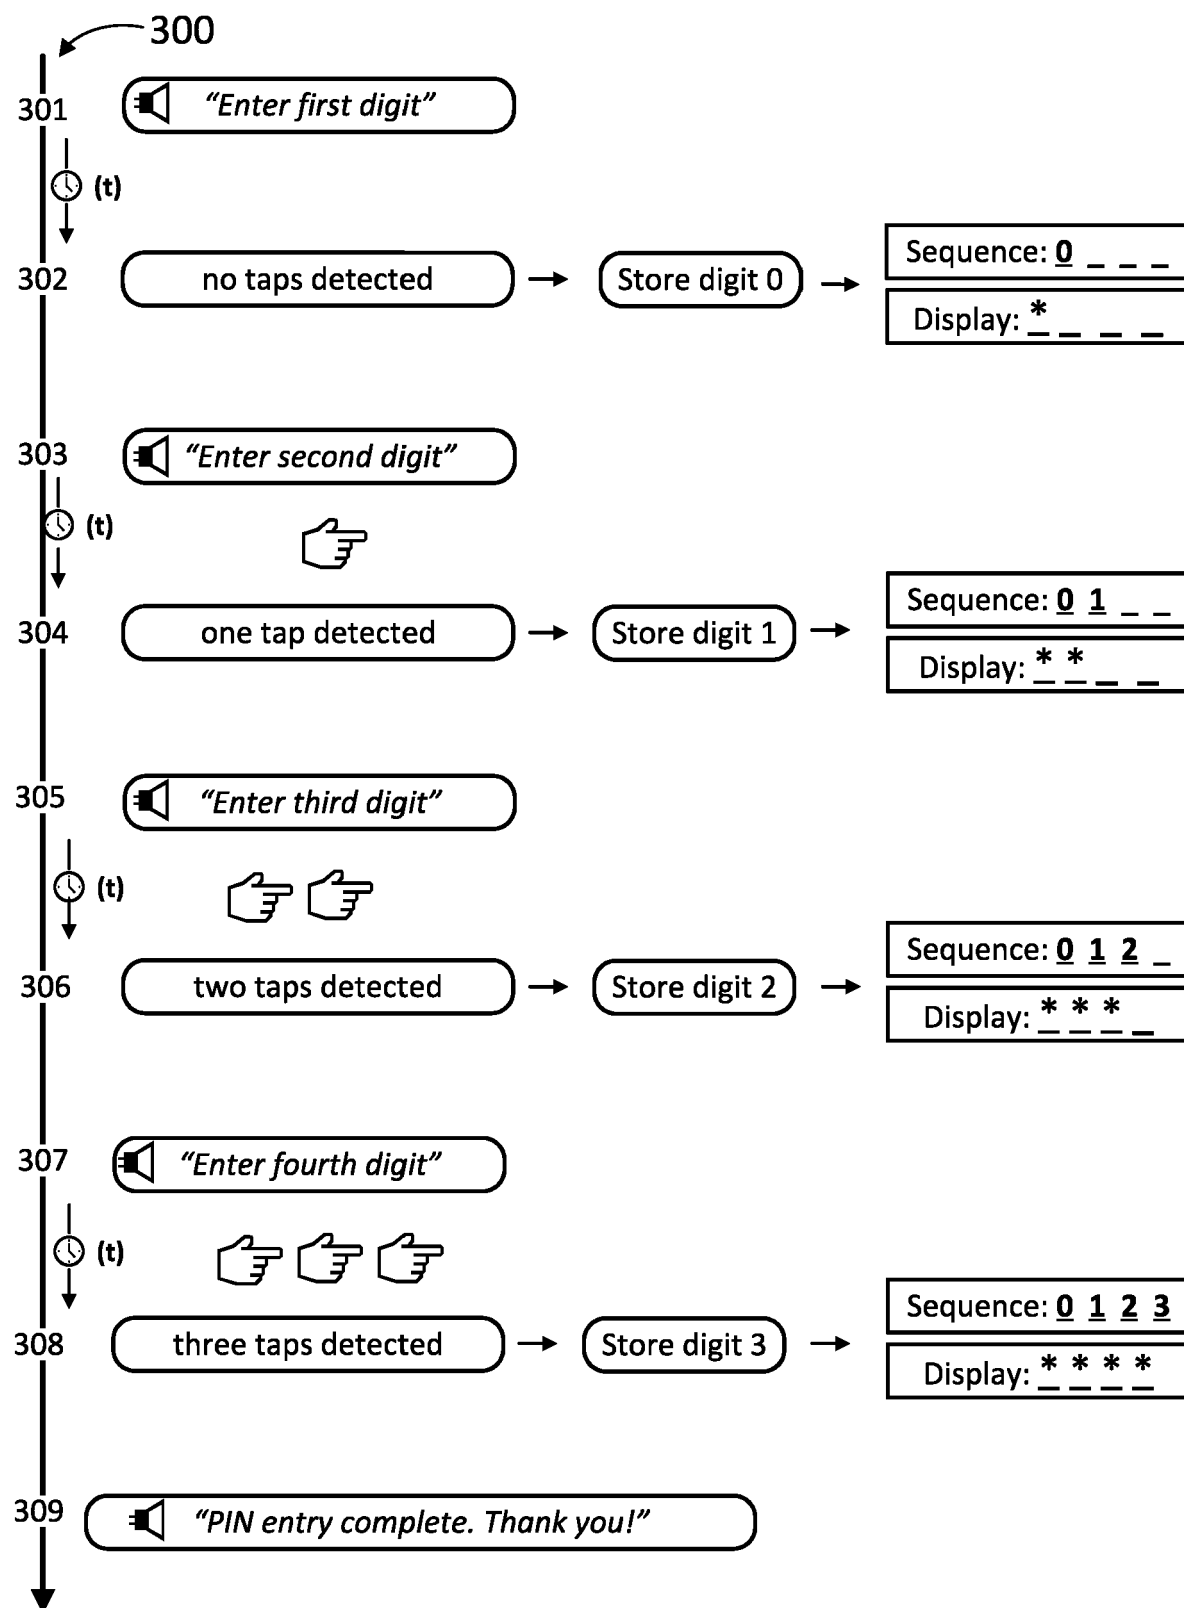 300
301 “Enter first digit”
(t)
302 no taps detected Store digit 0 Sequence: 0 _ _ _
Display: * _ _ _
303 “Enter second digit”
(t)
304 one tap detected Store digit 1 Sequence: 0 1 _ _
Display: * * _ _
305 “Enter third digit”
(t)
306 two taps detected Store digit 2 Sequence: 0 1 2 _
Display: * * * _
307 “Enter fourth digit”
(t)
308 three taps detected Store digit 3 Sequence: 0 1 2 3
Display: * * * *
309 “PIN entry complete. Thank you!”